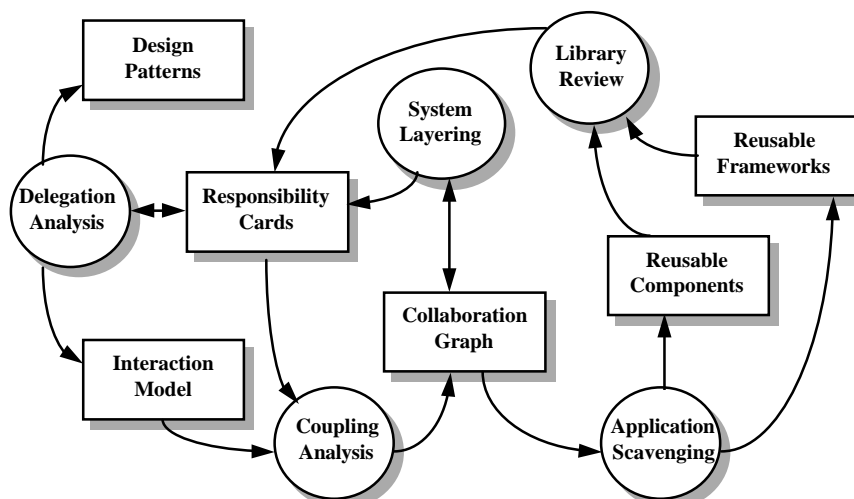 Design
Patterns
Library
Review
System
Layering
Reusable
Frameworks
Delegation
Analysis
Responsibility
Cards
Reusable
Components
Collaboration
Graph
Interaction
Model
Coupling
Analysis
Application
Scavenging